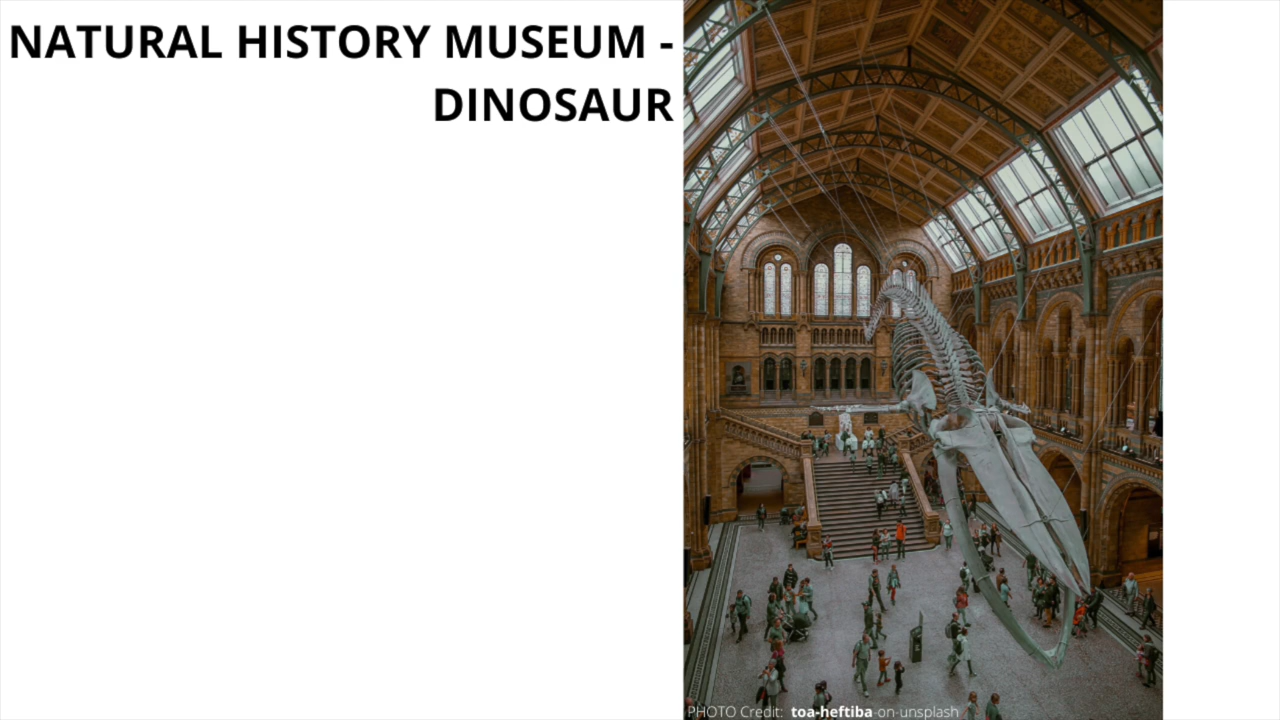 NATURAL HISTORY MUSEUM -
DINOSAUR
PHOTO Credit: toa-heftiba-on-unsplash